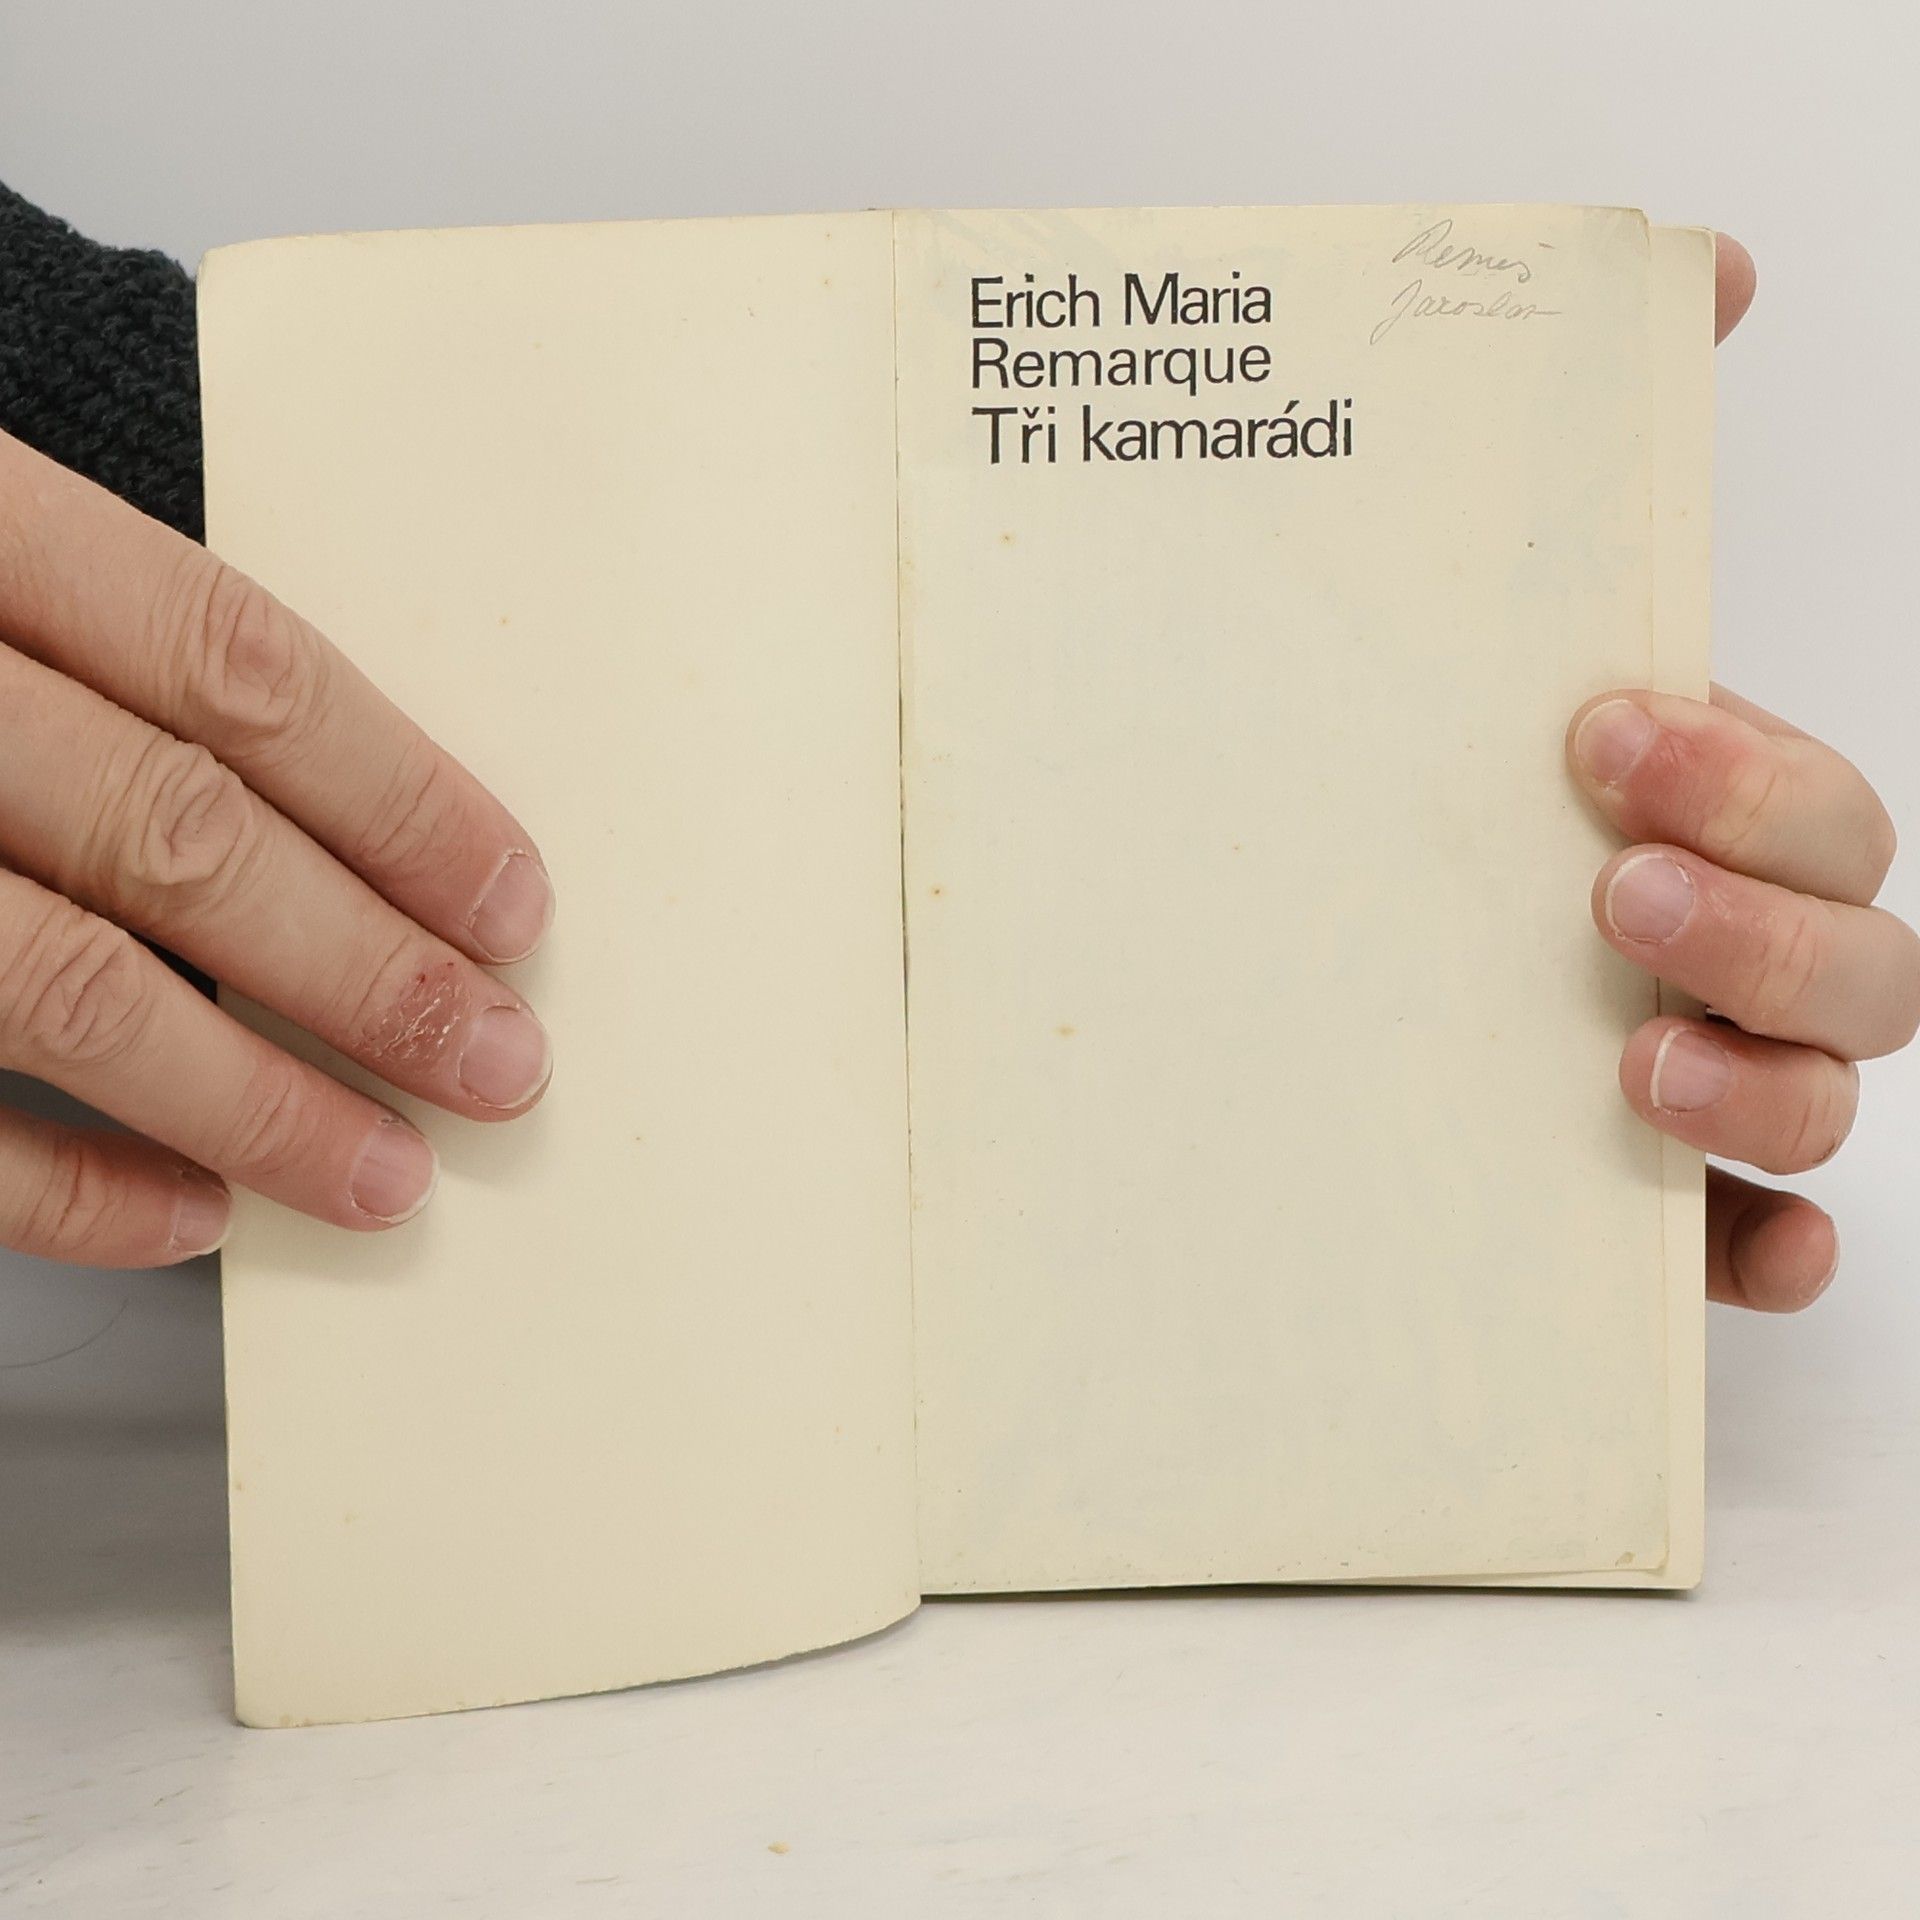 Erich Maria
Remarque
Tři kamarádi
Remeš
Jaroslav